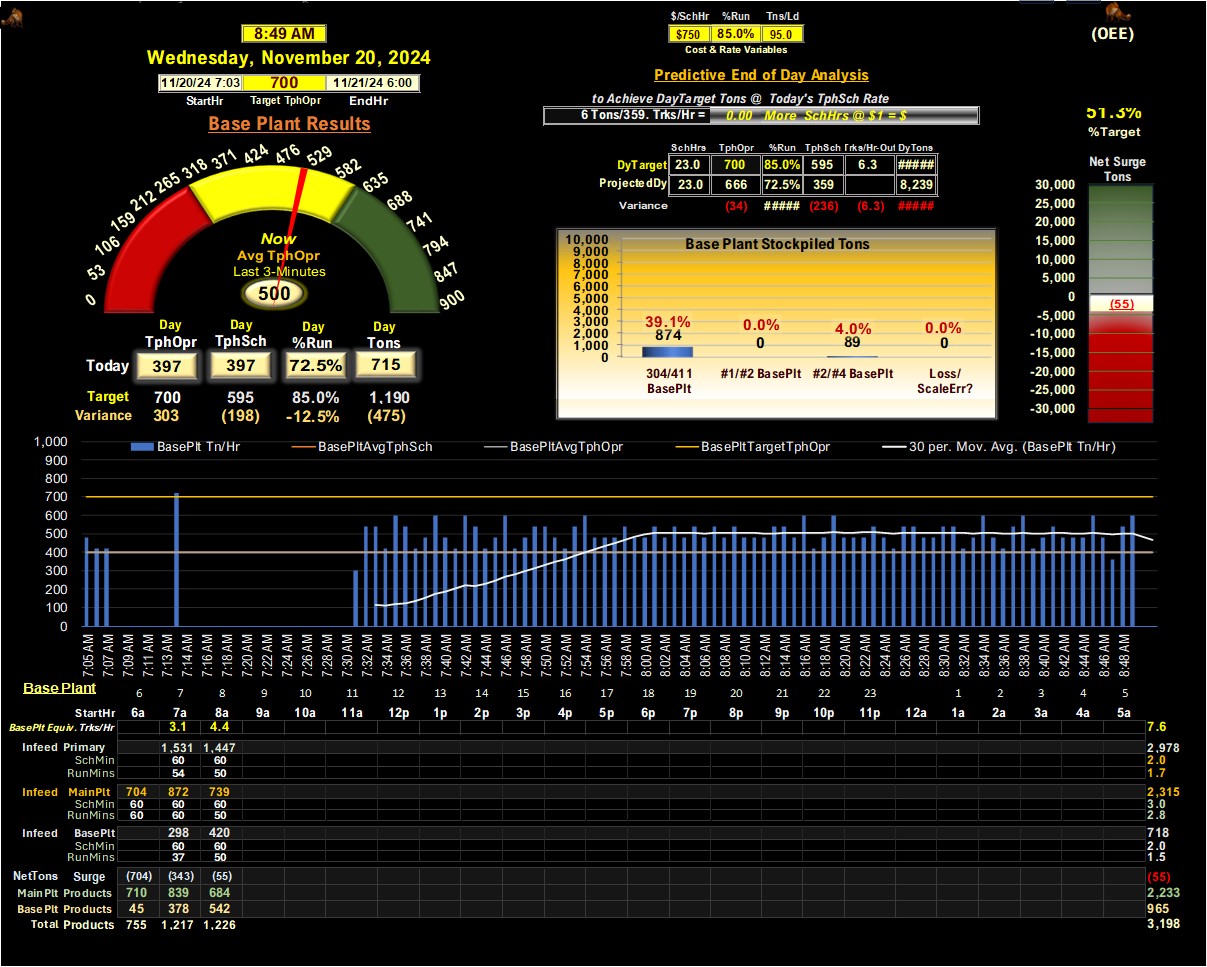 8:49 AM
Wednesday, November 20, 2024
11/20/24 7:03 700 11/21/24 6:00
StartHr Target TphOpr EndHr
Base Plant Results
0 53 106 159 212 265 318 371 424 476 529 582 635 688 741 794 847 900
Now
Avg TphOpr
Last 3-Minutes
500
Day Day Day Day
TphOpr TphSch %Run Tons
Today 397 397 72.5% 715
Target 700 595 85.0% 1,190
Variance 303 (198) -12.5% (475)
$/SchHr %Run Tns/Ld
$750 85.0% 95.0
Cost & Rate Variables
Predictive End of Day Analysis
to Achieve DayTarget Tons @ Today's TphSch Rate
6 Tons/359. Trks/Hr = 0.00 More SchHrs @ $1 = $
SchHrs TphOpr %Run TphSch Trks/Hr-Out DyTons
DyTarget 23.0 700 85.0% 595 6.3 #####
ProjectedDy 23.0 666 72.5% 359 8,239
Variance (34) ##### (236) (6.3) #####
Base Plant Stockpiled Tons
10,000
9,000
8,000
7,000
6,000
5,000
4,000
3,000
2,000
1,000
0
39.1% 0.0% 4.0% 0.0%
874 0 89 0
304/411 BasePlt
#1/#2 BasePlt
#2/#4 BasePlt
Loss/ ScaleErr?
(OEE)
51.3%
%Target
Net Surge
Tons
30,000
25,000
20,000
15,000
10,000
5,000
0
(55)
-5,000
-10,000
-15,000
-20,000
-25,000
-30,000
BasePlt Tn/Hr BasePltAvgTphSch BasePltAvgTphOpr BasePltTargetTphOpr 30 per. Mov. Avg. (BasePlt Tn/Hr)
1,000
900
800
700
600
500
400
300
200
100
0
7:05 AM 7:07 AM 7:09 AM 7:11 AM 7:13 AM 7:14 AM 7:16 AM 7:18 AM 7:20 AM 7:22 AM 7:24 AM 7:26 AM 7:28 AM 7:30 AM 7:32 AM 7:34 AM 7:36 AM 7:38 AM 7:40 AM 7:42 AM 7:44 AM 7:46 AM 7:48 AM 7:50 AM 7:52 AM 7:54 AM 7:56 AM 7:58 AM 8:00 AM 8:02 AM 8:04 AM 8:06 AM 8:08 AM 8:10 AM 8:12 AM 8:14 AM 8:16 AM 8:18 AM 8:20 AM 8:22 AM 8:24 AM 8:26 AM 8:28 AM 8:30 AM 8:32 AM 8:34 AM 8:36 AM 8:38 AM 8:40 AM 8:42 AM 8:44 AM 8:46 AM 8:48 AM
Base Plant 6 7 8 9 10 11 12 13 14 15 16 17 18 19 20 21 22 23 1 2 3 4 5
StartHr 6a 7a 8a 9a 10a 11a 12p 1p 2p 3p 4p 5p 6p 7p 8p 9p 10p 11p 12a 1a 2a 3a 4a 5a
BasePlt Equiv. Trks/Hr 3.1 4.4 7.6
Infeed Primary 1,531 1,447 2,978
SchMin 60 60 2.0
RunMins 54 50 1.7
Infeed MainPlt 704 872 739 2,315
SchMin 60 60 60 3.0
RunMins 60 60 50 2.8
Infeed BasePlt 298 420 718
SchMin 60 60 2.0
RunMins 37 50 1.5
NetTons Surge (704) (343) (55) (55)
MainPlt Products 710 839 684 2,233
BasePlt Products 45 378 542 965
Total Products 755 1,217 1,226 3,198